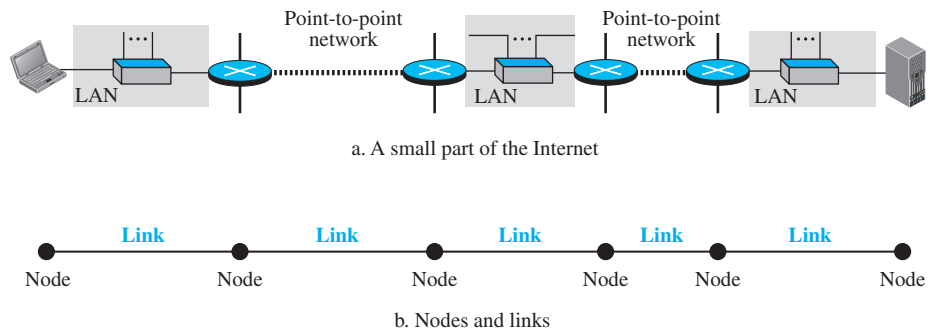 Point-to-point
network
Point-to-point
network
LAN
LAN
LAN
a. A small part of the Internet
Link
Link
Link
Link
Link
Node
Node
Node
Node
Node
Node
b. Nodes and links